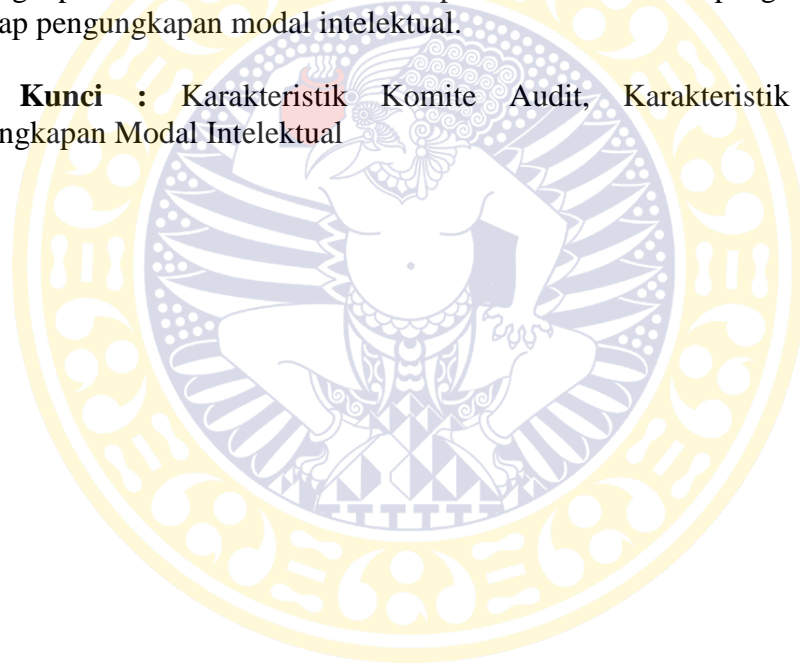 ap pengungkapan modal intelektual.
Kunci : Karakteristik Komite Audit, Karakteristik
ngkapan Modal Intelektual